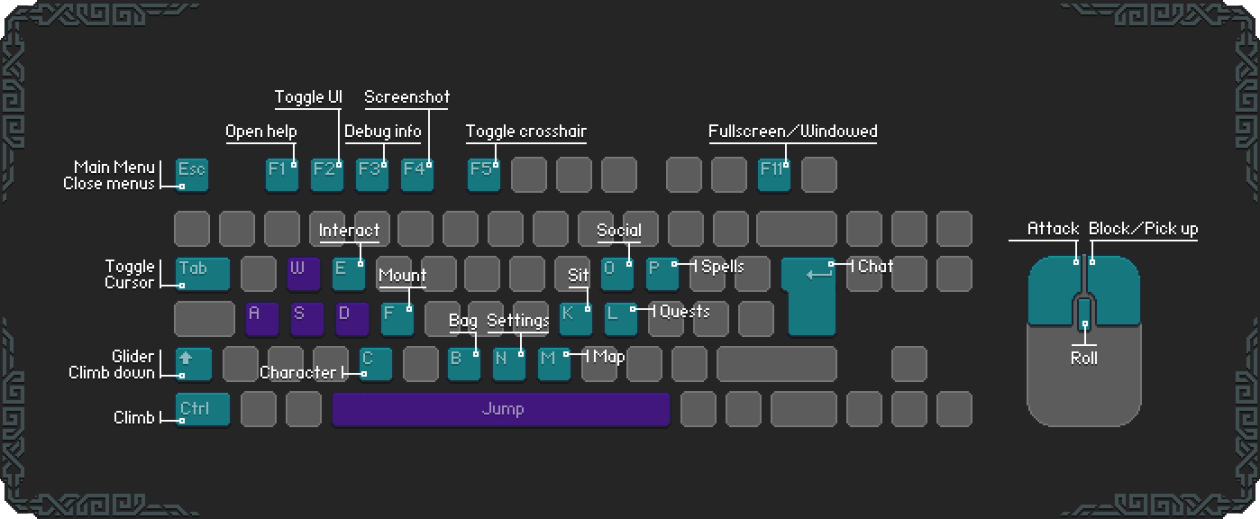 Toggle UI
Screenshot
Open help
Debug info
Toggle crosshair
Fullscreen/Windowed
Main Menu
Close menus
Esc
F1
F2
F3
F4
F5
F11
Attack
Block/Pick up
Interact
Social
Toggle
Cursor
Tab
W
E
Mount
Sit
O
P
Spells
Chat
A
S
D
F
Bag
Settings
K
L
Quests
Glider
Climb down
Character
C
B
N
M
Map
Roll
Climb
Ctrl
Jump